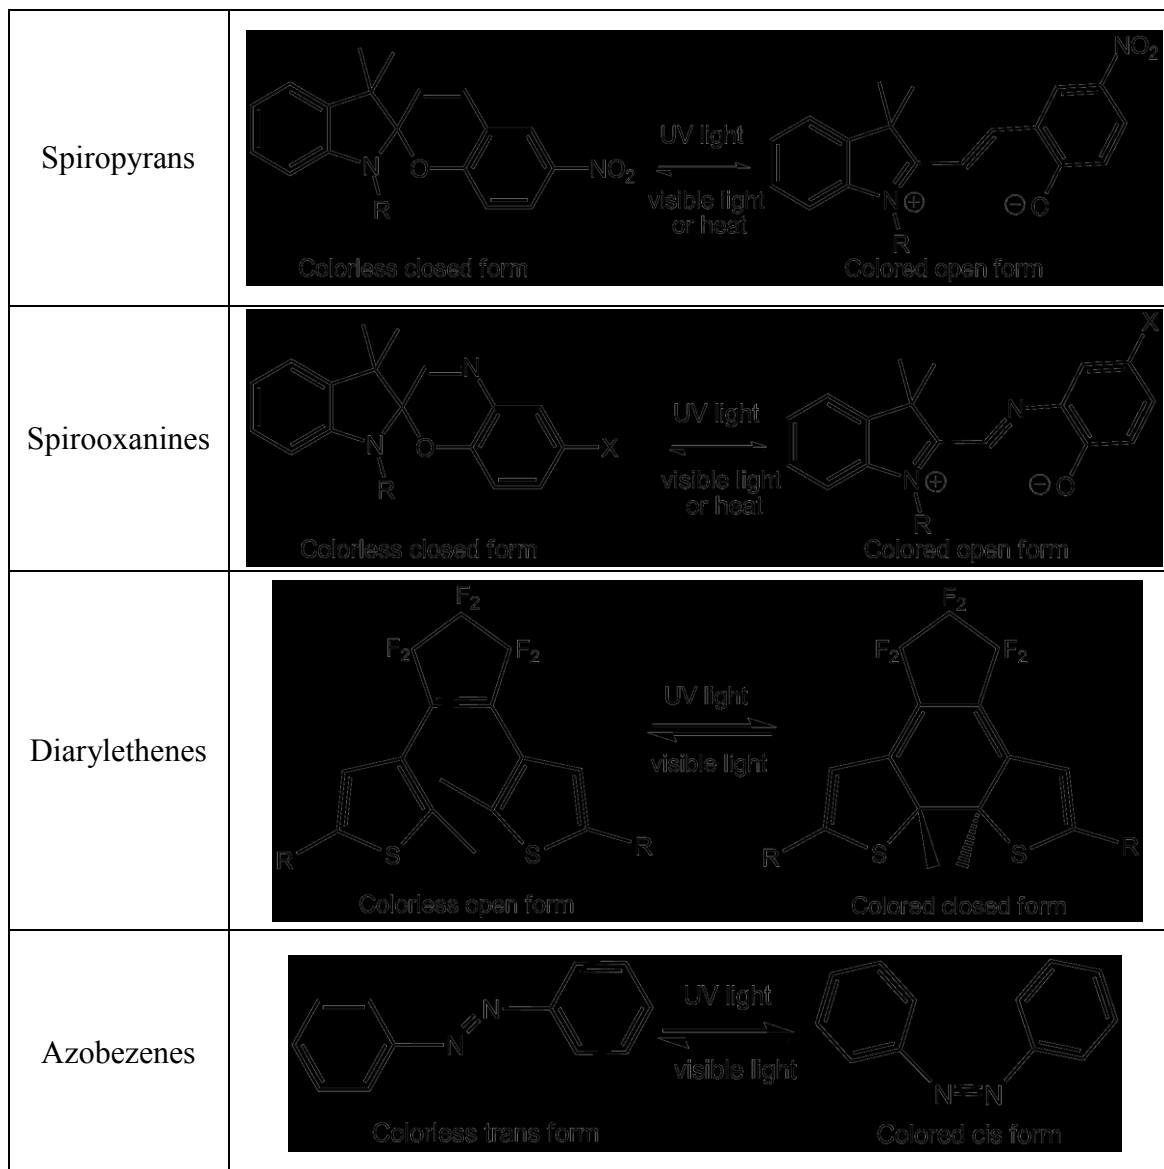 Spiropyrans
N
R
O
NO2
UV light
visible light
or heat
NO2
N
⊕
R
⊖
O
Colorless closed form
Colored open form
Spirooxanines
N
N
R
O
X
UV light
visible light
or heat
X
N
N
⊕
R
⊖
O
Colorless closed form
Colored open form
Diarylethenes
F2
F2
F2
S
S
R
R
UV light
visible light
F2
F2
F2
S
S
R
R
Colorless open form
Colored closed form
Azobezenes
N
N
UV light
visible light
N
N
Colorless trans form
Colored cis form